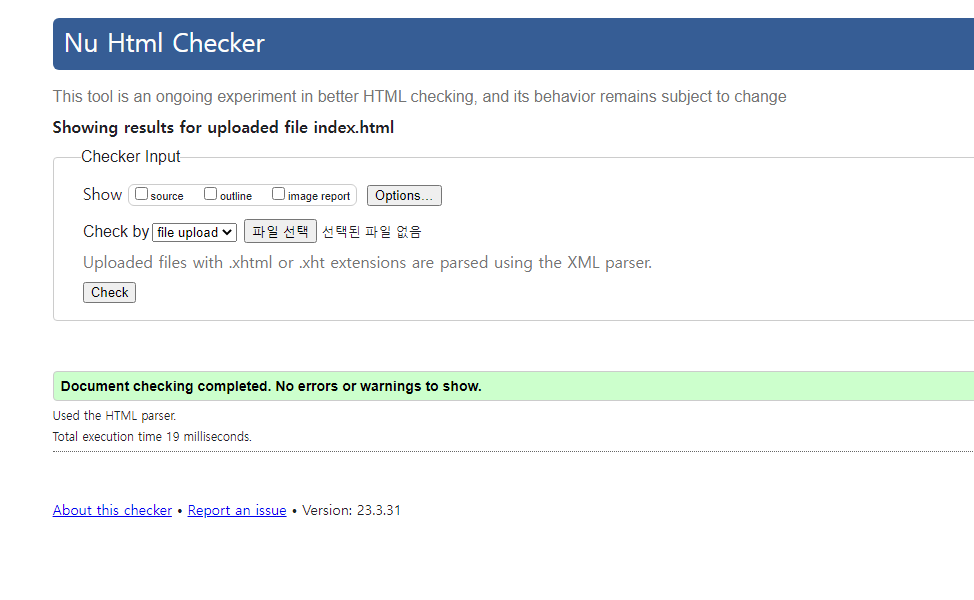 Nu Html Checker
This tool is an ongoing experiment in better HTML checking, and its behavior remains subject to change
Showing results for uploaded file index.html
Checker Input
Show source outline image report Options...
Check by file upload 파일 선택 선택된 파일 없음
Uploaded files with .xhtml or .xht extensions are parsed using the XML parser.
Check
Document checking completed. No errors or warnings to show.
Used the HTML parser.
Total execution time 19 milliseconds.
About this checker • Report an issue • Version: 23.3.31